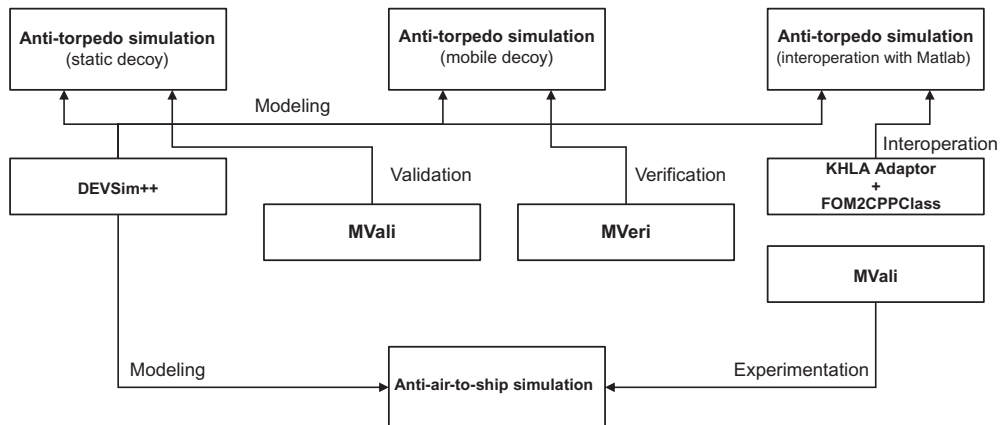 Anti-torpedo simulation
(static decoy)
Anti-torpedo simulation
(mobile decoy)
Anti-torpedo simulation
(interoperation with Matlab)
Modeling
Interoperation
DEVSim++
Validation
Verification
KHLA Adaptor
+
FOM2CPPClass
MVali
MVeri
MVali
Modeling
Experimentation
Anti-air-to-ship simulation